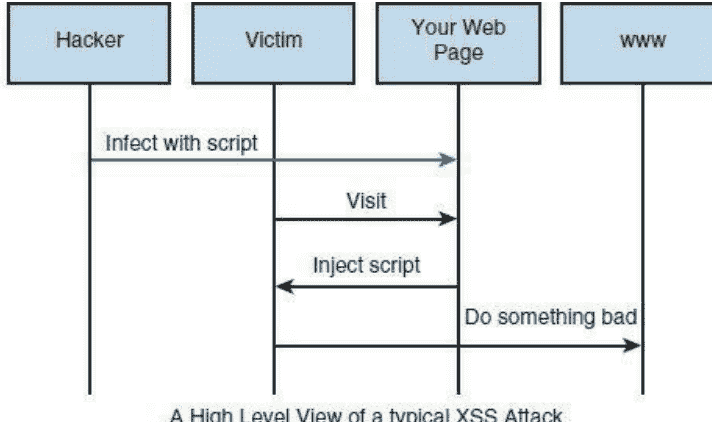 Hacker
Victim
Your Web
Page
www
Infect with script
Visit
Inject script
Do something bad
A High Level View of a typical XSS Attack